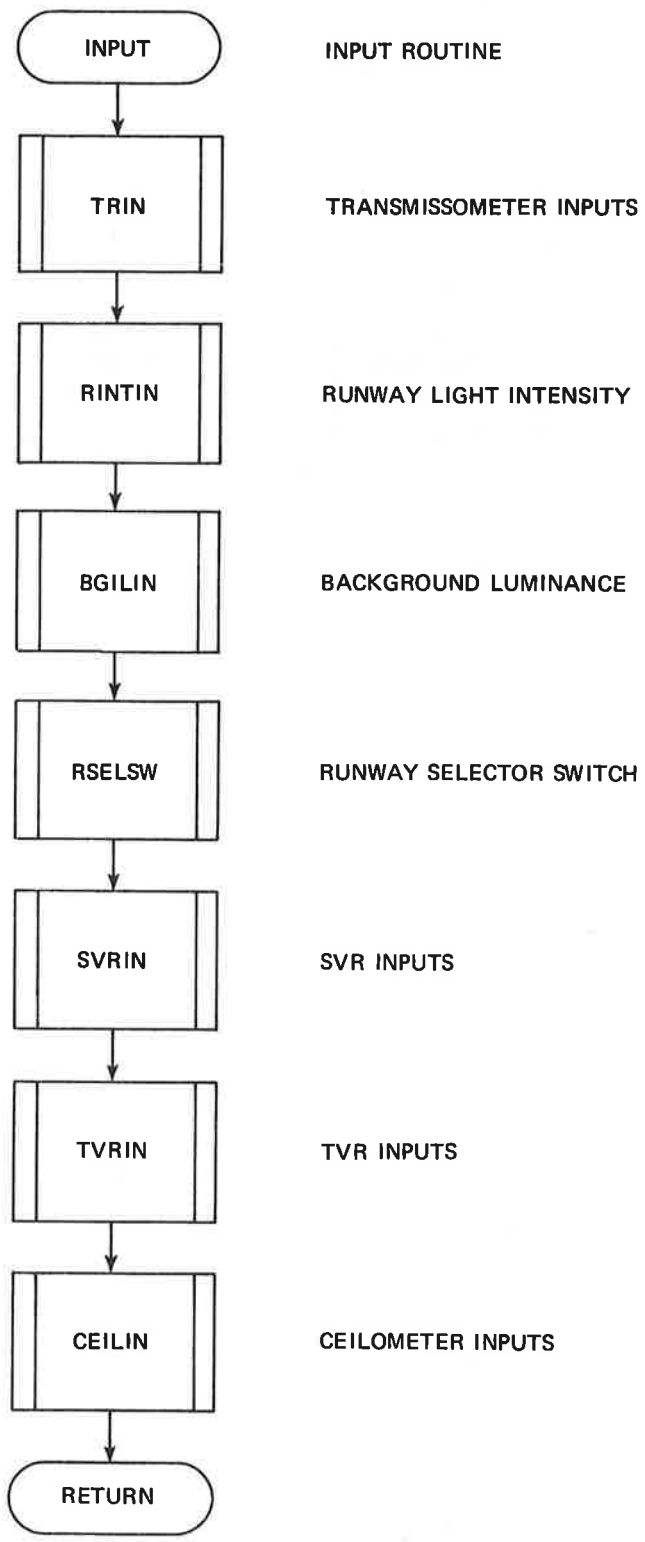 INPUT INPUT ROUTINE
TRIN TRANSMISSOMETER INPUTS
RINTIN RUNWAY LIGHT INTENSITY
BGILIN BACKGROUND LUMINANCE
RSELSW RUNWAY SELECTOR SWITCH
SVRIN SVR INPUTS
TVRIN TVR INPUTS
CEILIN CEILOMETER INPUTS
RETURN